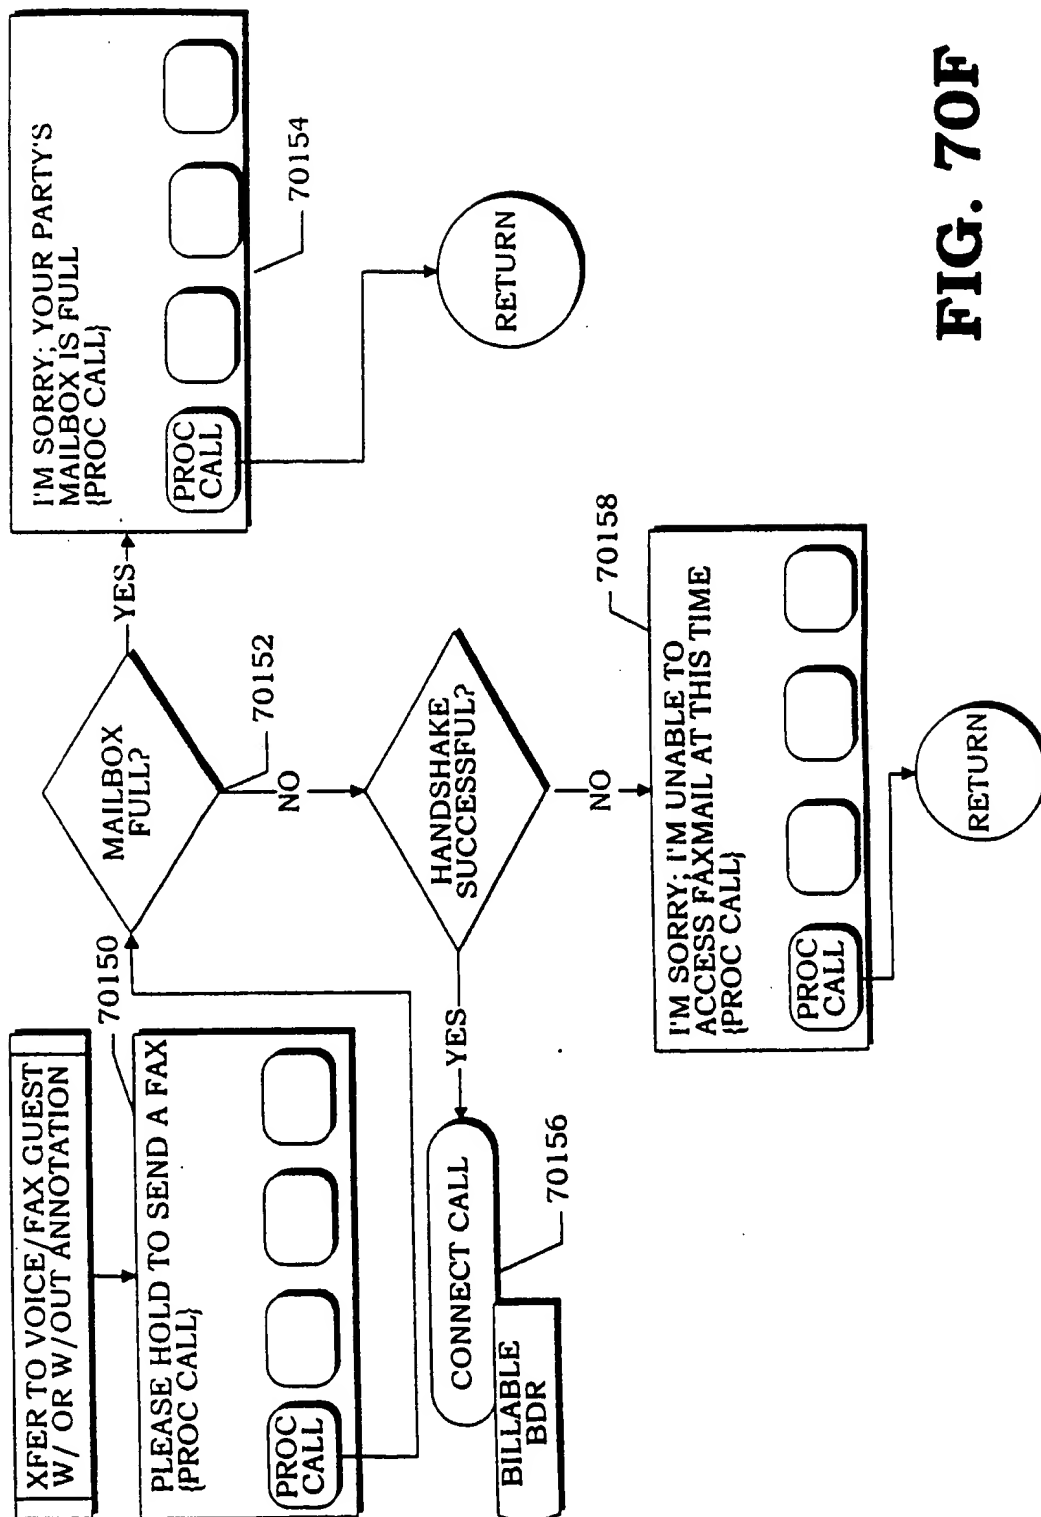 XFER TO VOICE/FAX GUEST
W/ OR W/OUT ANNOTATION
70150
PLEASE HOLD TO SEND A FAX
{PROC CALL}
PROC
CALL
MAILBOX
FULL?
70152
YES
I'M SORRY; YOUR PARTY'S
MAILBOX IS FULL
{PROC CALL}
PROC
CALL
70154
RETURN
NO
HANDSHAKE
SUCCESSFUL?
YES
CONNECT CALL
70156
BILLABLE
BDR
NO
70158
I'M SORRY; I'M UNABLE TO
ACCESS FAXMAIL AT THIS TIME
{PROC CALL}
PROC
CALL
RETURN
FIG. 70F